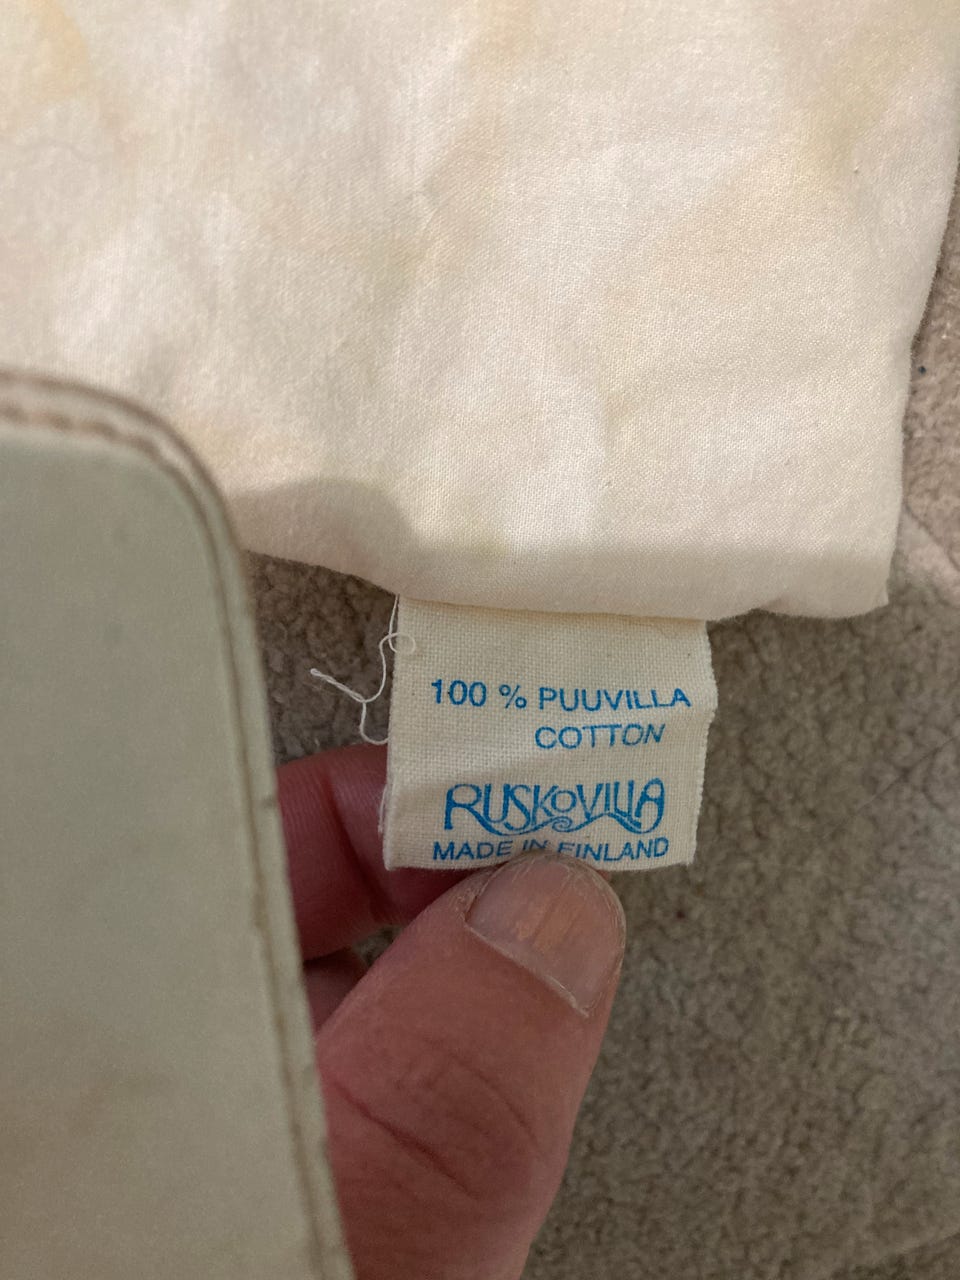 100 % PUUVILLA
COTTON
RUSKOVILLA
MADE IN FINLAND